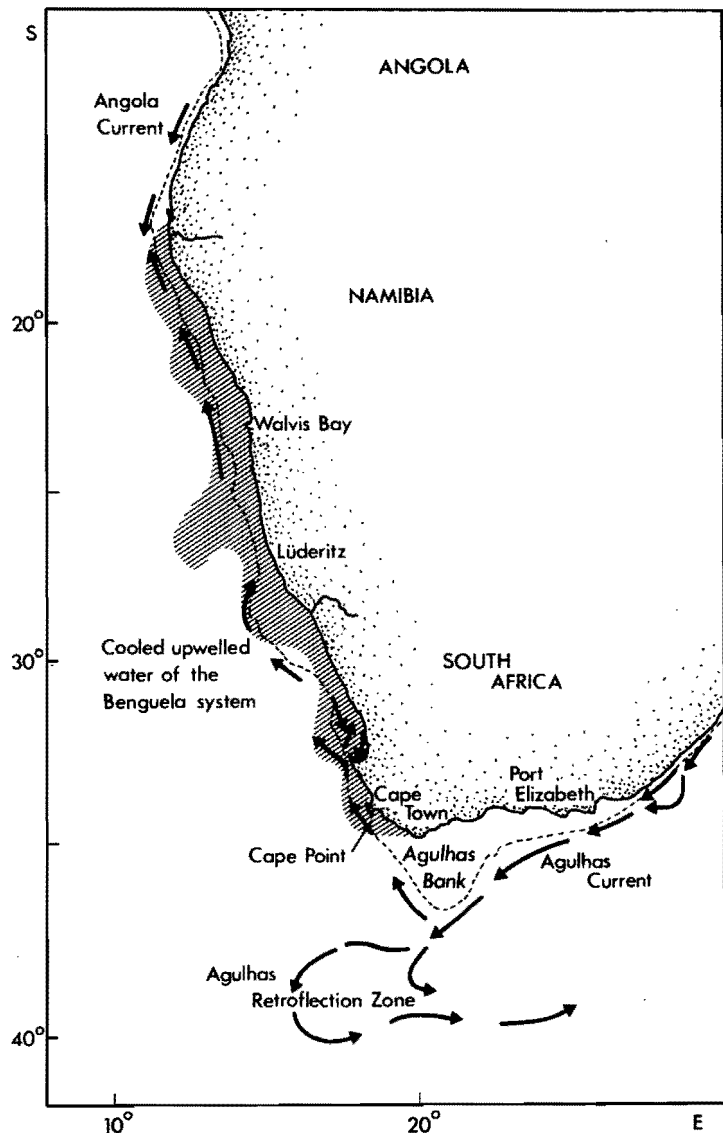 S
ANGOLA
Angola
Current
NAMIBIA
20°
Walvis Bay
Lüderitz
Cooled upwelled
water of the
Benguela system
30°
SOUTH
AFRICA
Port
Elizabeth
Cape
Town
Cape Point
Agulhas
Bank
Agulhas
Current
Agulhas
Retroflection Zone
40°
10°
20°
E